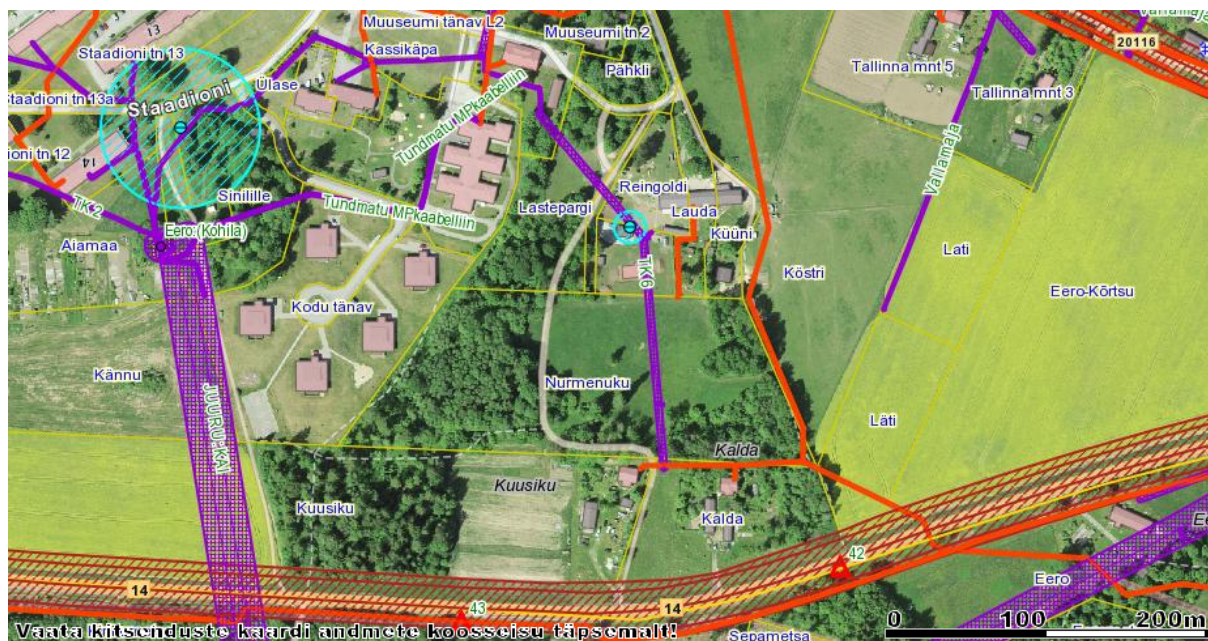 Muuseumi tänav L2
Muuseumi tn 2
Vallamaja
20116
13
Staadioni tn 13
Kassikäpa
Pähkli
Tallinna mnt 5
Tallinna mnt 3
Staadioni tn 13a
Staadioni
Ülase
Tundmatu MPkaabelliin
Vallamaja
14
Sinilille
Reingoldi
TK 2
Lastepargi
Tundmatu MPkaabelliin
Lauda
Eero:(Kohila)
Küüni
Aiamaa
TK6
Köstri
Lati
Eero-Kõrtsu
Kodu tänav
Kännu
JUURU:KAI
Nurmenuku
Läti
Kalda
Kuusiku
Kuusiku
Kalda
42
Eero
14
43
14
0 100 200m
Vaata kitsenduste kaardi andmete koosseisu täpsemalt!
Sepametsa